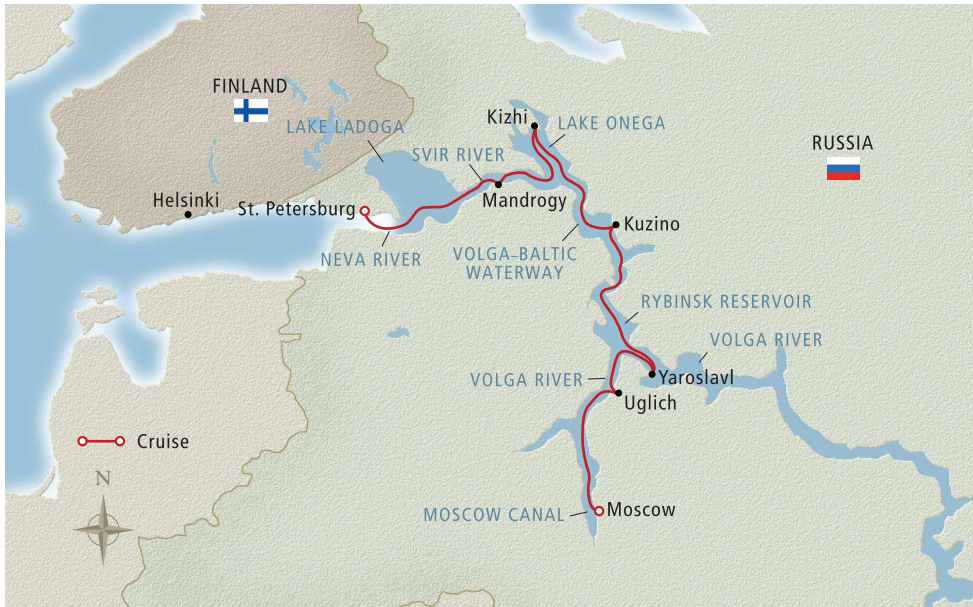 FINLAND
LAKE LADOGA
Kizhi
LAKE ONEGA
RUSSIA
SVIR RIVER
Helsinki
St. Petersburg
Mandrogy
Kuzino
NEVA RIVER
VOLGA–BALTIC
WATERWAY
RYBINSK RESERVOIR
VOLGA RIVER
VOLGA RIVER
Yaroslavl
Uglich
Cruise
N
MOSCOW CANAL
Moscow